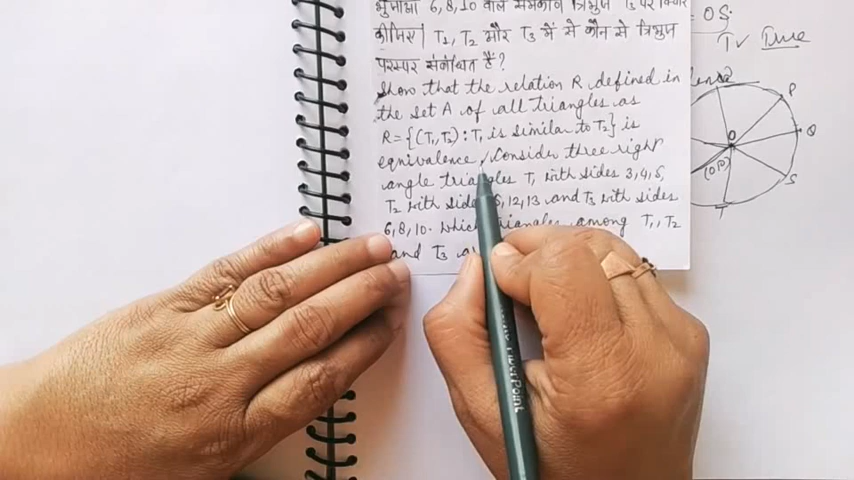 भुजाओं 6, 8, 10 वाले समकोण त्रिभुज T₃ पर विचार
कीजिए। T₁, T₂ और T₃ में से कौन से त्रिभुज
परस्पर संबंधित हैं?
Show that the relation R defined in
the set A of all triangles as
R = {(T₁, T₂) : T₁ is similar to T₂} is
equivalence. Consider three right
angle triangles T₁ with sides 3, 4, 5,
T₂ with sides 5, 12, 13 and T₃ with sides
6, 8, 10. Which triangles among T₁, T₂
and T₃
= OS
T✓ True
P
O
Q
(0,0)
S
T